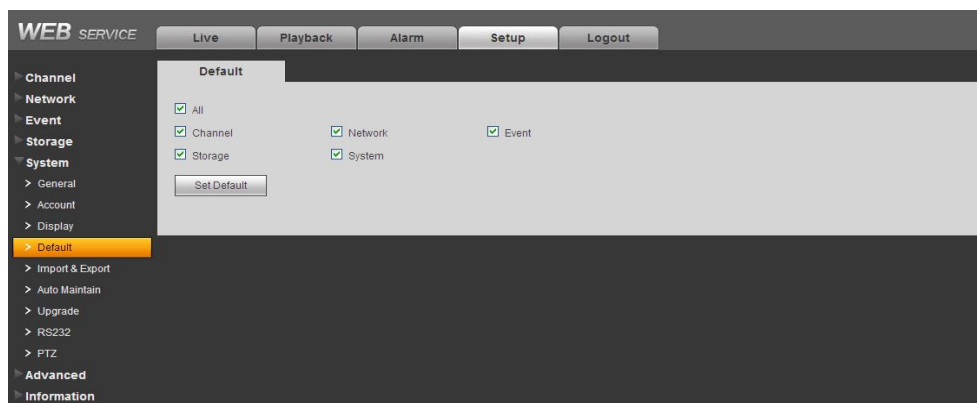 WEB SERVICE
Live Playback Alarm Setup Logout
Channel
Network
Event
Storage
System
> General
> Account
> Display
> Default
> Import & Export
> Auto Maintain
> Upgrade
> RS232
> PTZ
Advanced
Information
Default
All
Channel Network Event
Storage System
Set Default